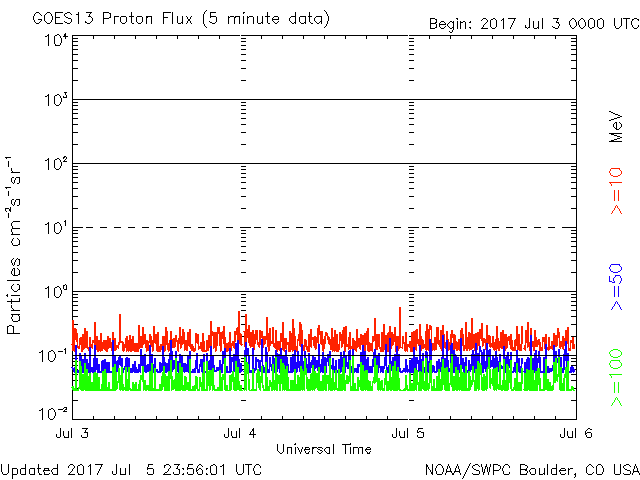 GOES13 Proton Flux (5 minute data)
Begin: 2017 Jul 3 0000 UTC
Particles cm⁻²s⁻¹sr⁻¹
10⁴
10³
10²
10¹
10⁰
10⁻¹
10⁻²
Jul 3
Jul 4
Jul 5
Jul 6
Universal Time
MeV
>=10
>=50
>=100
Updated 2017 Jul 5 23:56:01 UTC
NOAA/SWPC Boulder, CO USA